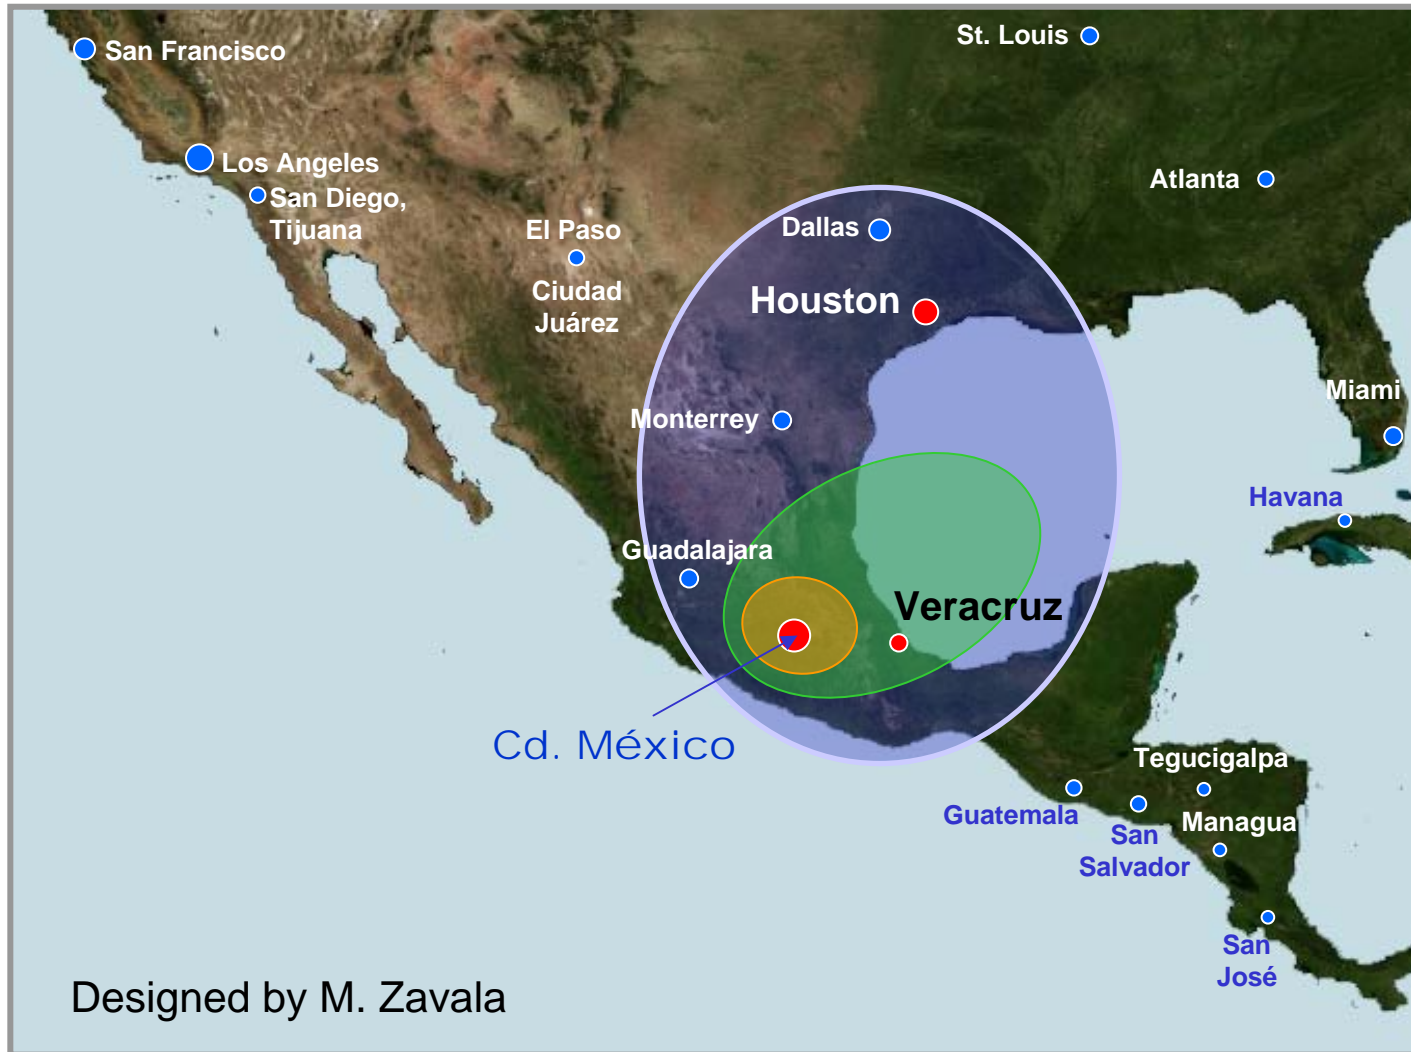 San Francisco
St. Louis
Los Angeles
Atlanta
San Diego,
Tijuana
El Paso
Dallas
Ciudad
Juárez
Houston
Miami
Monterrey
Havana
Guadalajara
Veracruz
Cd. México
Tegucigalpa
Guatemala
San
Salvador
Managua
San
José
Designed by M. Zavala